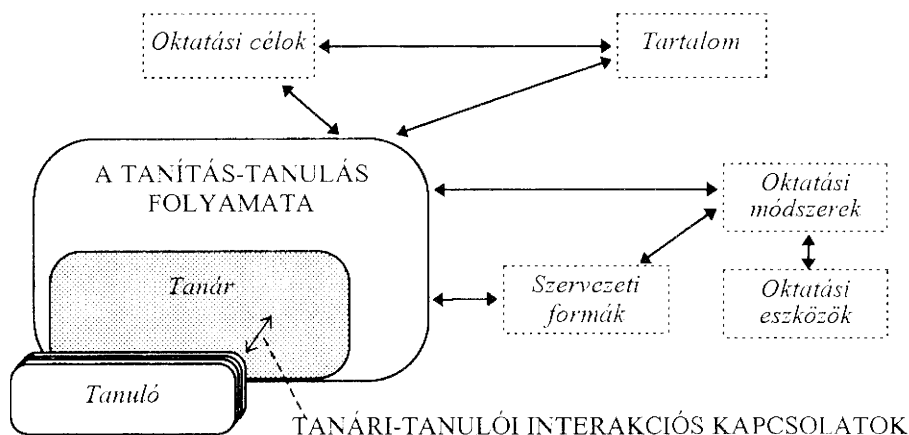 Oktatási célok
Tartalom
A TANÍTÁS-TANULÁS
FOLYAMATA
Oktatási
módszerek
Tanár
Szervezeti
formák
Oktatási
eszközök
Tanuló
TANÁRI-TANULÓI INTERAKCIÓS KAPCSOLATOK